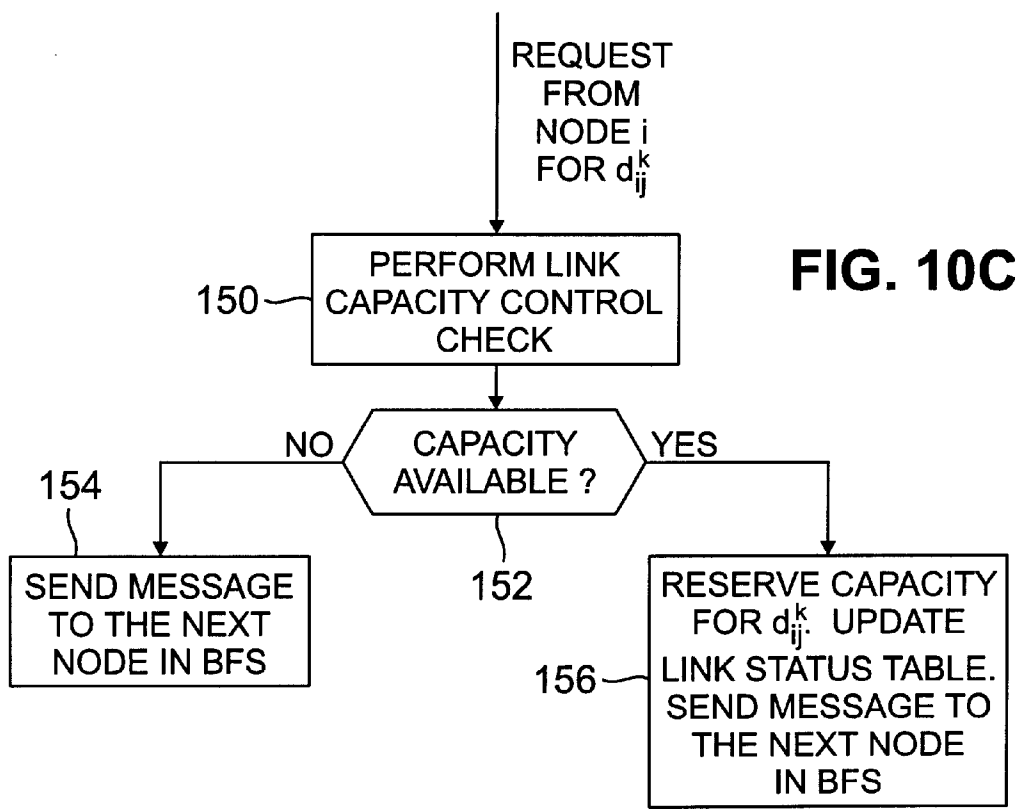 REQUEST
FROM
NODE i
FOR d_{ij}^{k}
FIG. 10C
150
PERFORM LINK
CAPACITY CONTROL
CHECK
NO
CAPACITY
AVAILABLE ?
YES
152
154
SEND MESSAGE
TO THE NEXT
NODE IN BFS
156
RESERVE CAPACITY
FOR d_{ij}^{k}. UPDATE
LINK STATUS TABLE.
SEND MESSAGE TO
THE NEXT NODE
IN BFS